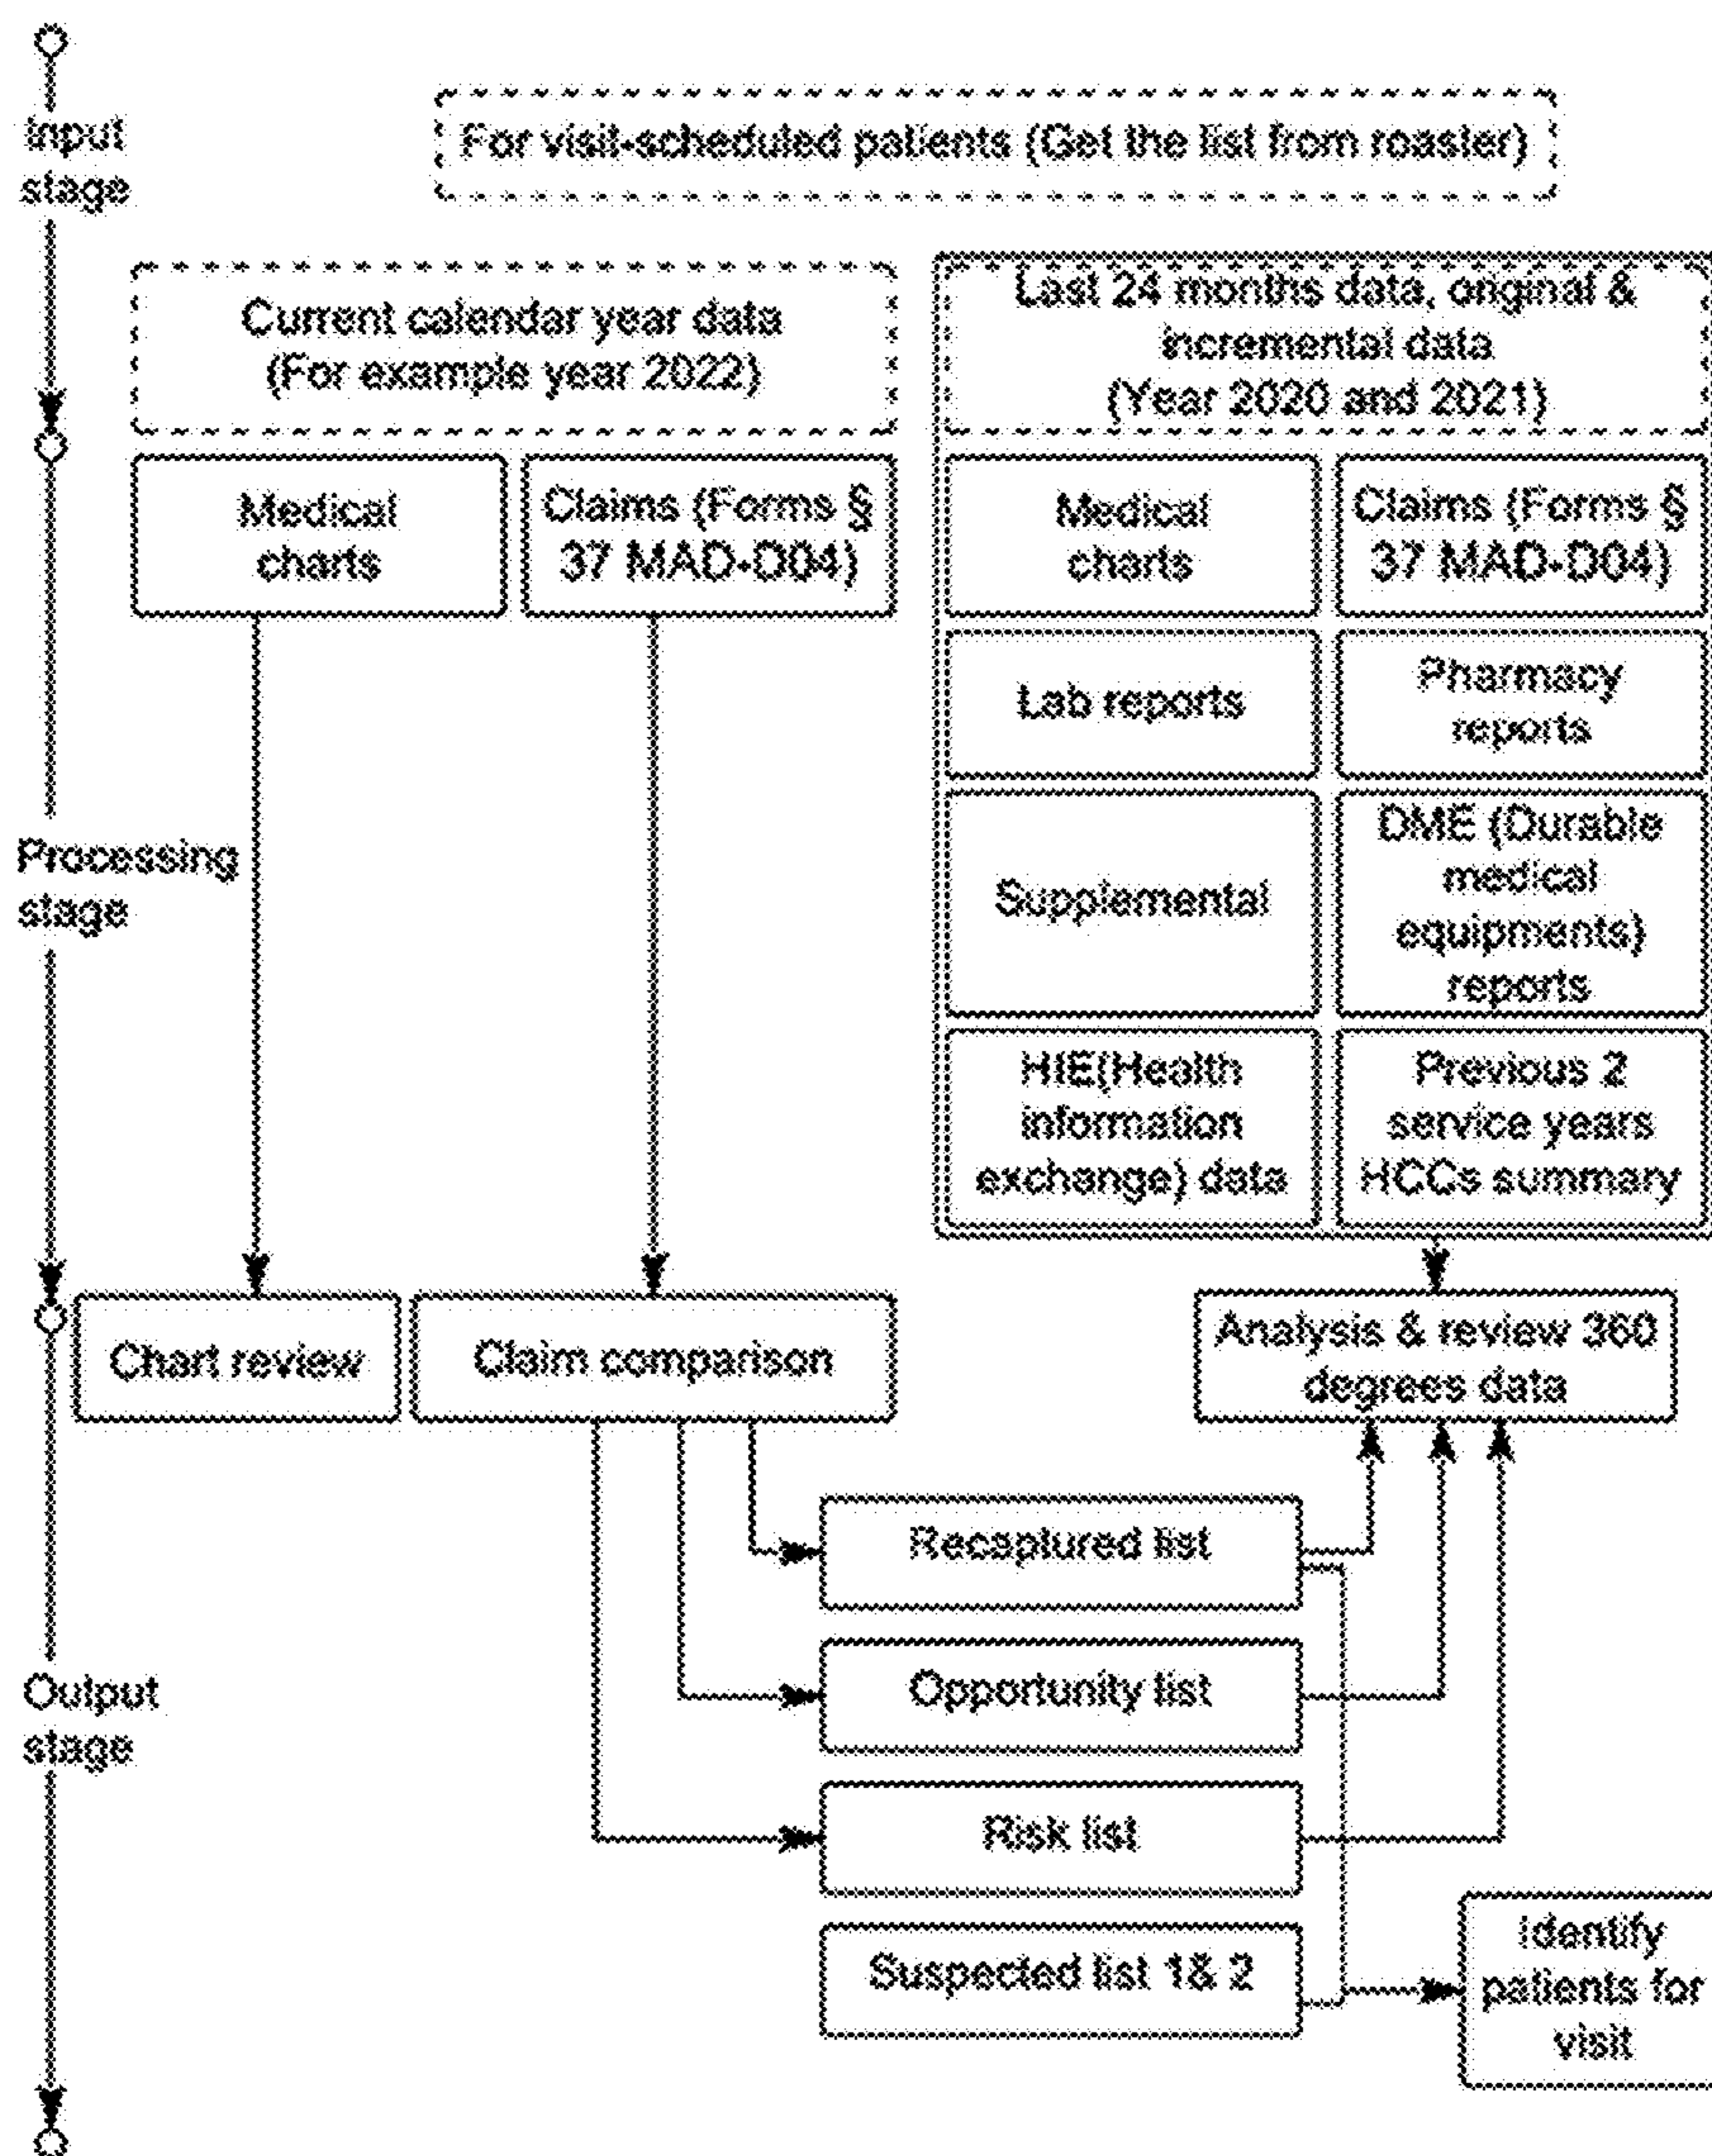 Input
stage
For visit-scheduled patients (Get the list from roaster)
Current calendar year data
(For example year 2022)
Last 24 months data, original &
incremental data
(Year 2020 and 2021)
Medical
charts
Claims (Forms §
37 MAD-D04)
Medical
charts
Claims (Forms §
37 MAD-D04)
Lab reports
Pharmacy
reports
Processing
stage
Supplemental
DME (Durable
medical
equipments)
reports
HIE(Health
information
exchange) data
Previous 2
service years
HCCs summary
Chart review
Claim comparison
Analysis & review 360
degrees data
Recaptured list
Output
stage
Opportunity list
Risk list
Suspected list 1& 2
Identify
patients for
visit